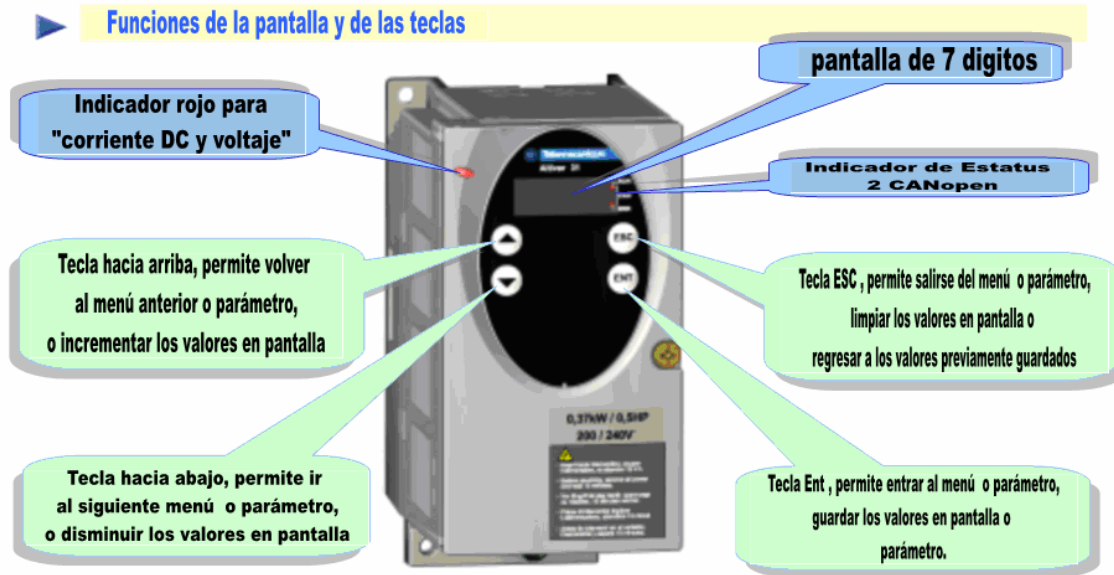 Funciones de la pantalla y de las teclas
pantalla de 7 digitos
Indicador rojo para
"corriente DC y voltaje"
Indicador de Estatus
2 CANopen
Tecla hacia arriba, permite volver
al menú anterior o parámetro,
o incrementar los valores en pantalla
Tecla ESC , permite salirse del menú o parámetro,
limpiar los valores en pantalla o
regresar a los valores previamente guardados
Tecla hacia abajo, permite ir
al siguiente menú o parámetro,
o disminuir los valores en pantalla
Tecla Ent , permite entrar al menú o parámetro,
guardar los valores en pantalla o
parámetro.
Telemecanique
Altivar 31
ESC
ENT
0,37kW / 0,5HP
200 / 240V